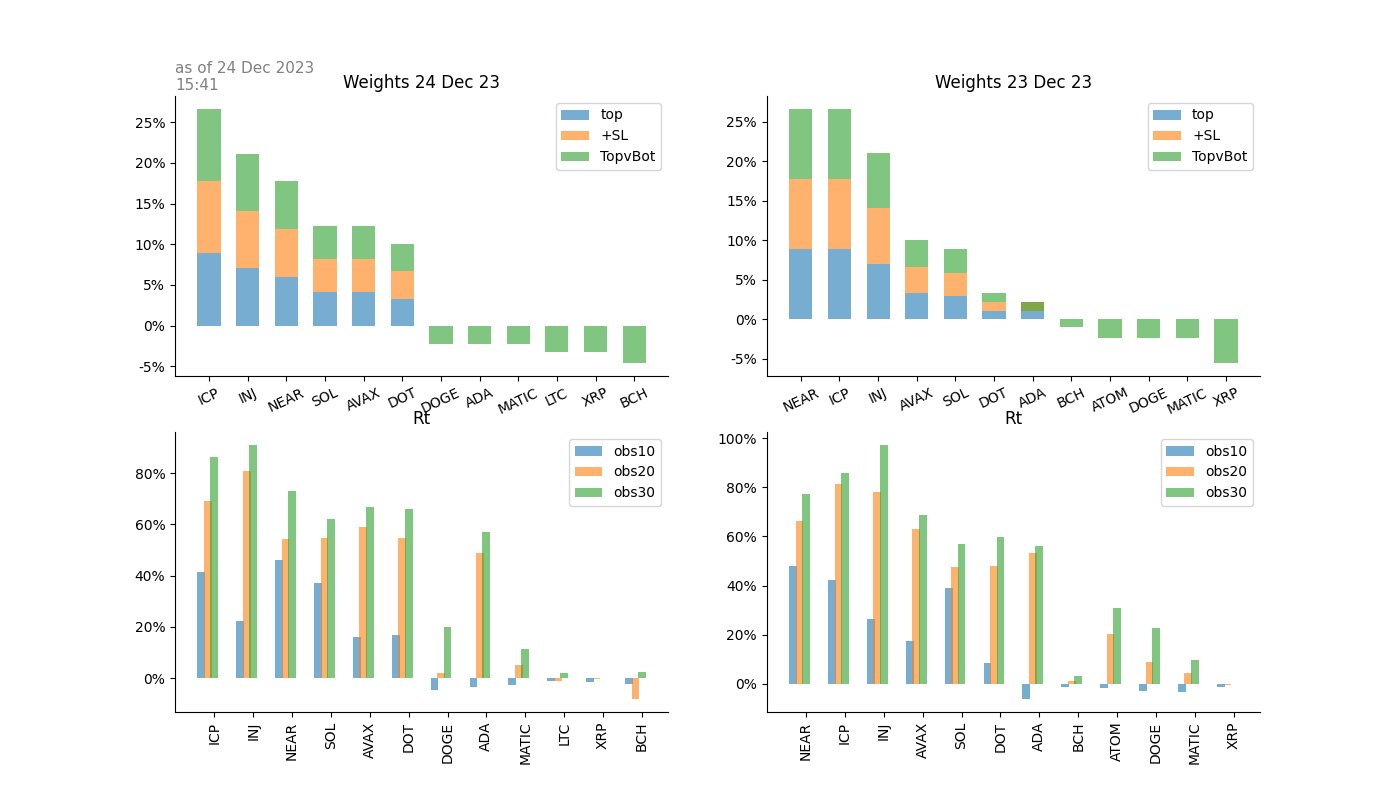 as of 24 Dec 2023
15:41
Weights 24 Dec 23
top
+SL
TopvBot
25%
20%
15%
10%
5%
0%
-5%
ICP INJ NEAR SOL AVAX DOT DOGE ADA MATIC LTC XRP BCH
Weights 23 Dec 23
top
+SL
TopvBot
25%
20%
15%
10%
5%
0%
-5%
NEAR ICP INJ AVAX SOL DOT ADA BCH ATOM DOGE MATIC XRP
Rt
obs10
obs20
obs30
80%
60%
40%
20%
0%
ICP INJ NEAR SOL AVAX DOT DOGE ADA MATIC LTC XRP BCH
Rt
obs10
obs20
obs30
100%
80%
60%
40%
20%
0%
NEAR ICP INJ AVAX SOL DOT ADA BCH ATOM DOGE MATIC XRP